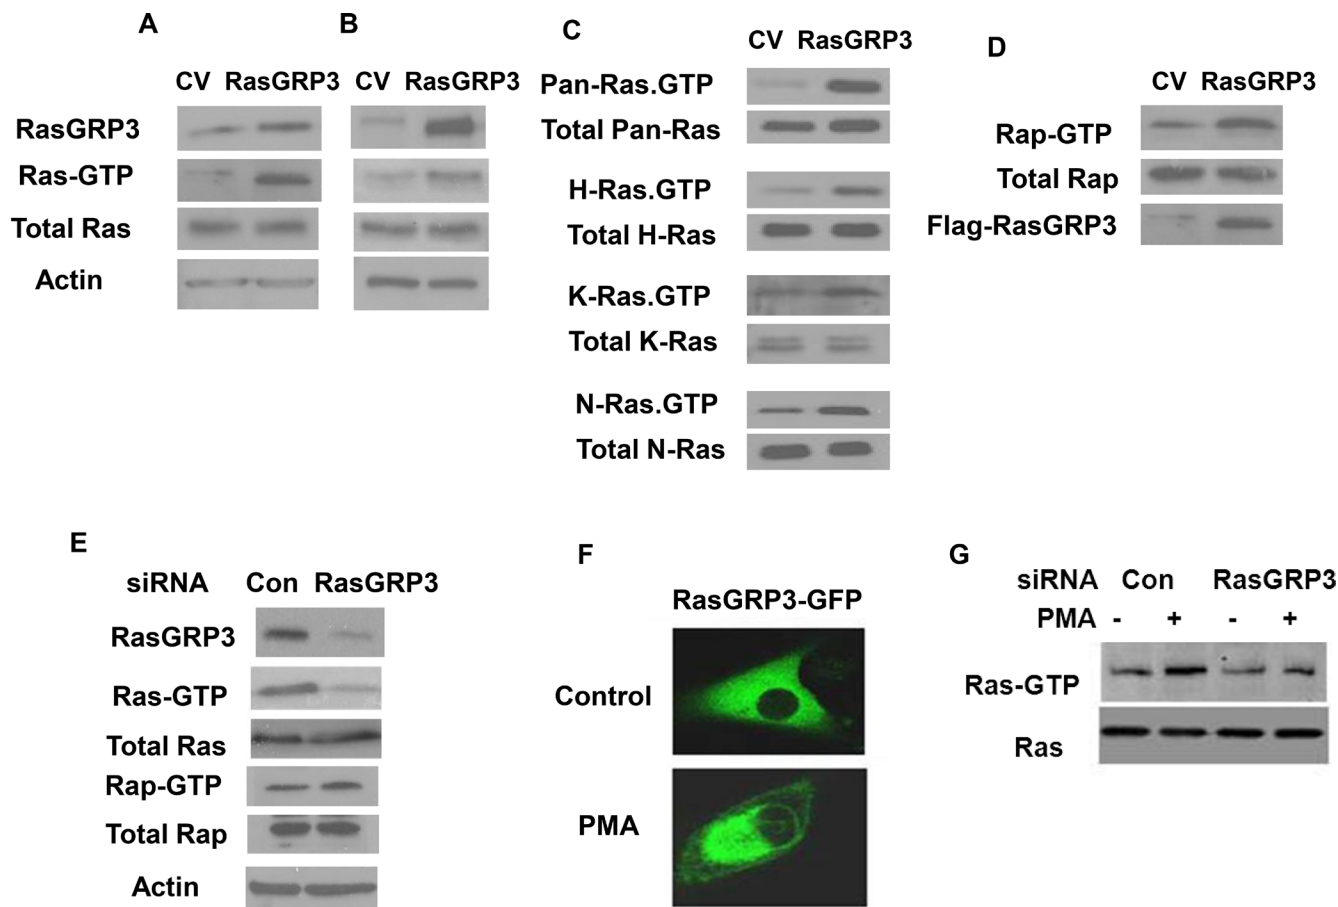 A
B
CV RasGRP3 CV RasGRP3
RasGRP3
Ras-GTP
Total Ras
Actin
C
CV RasGRP3
Pan-Ras.GTP
Total Pan-Ras
H-Ras.GTP
Total H-Ras
K-Ras.GTP
Total K-Ras
N-Ras.GTP
Total N-Ras
D
CV RasGRP3
Rap-GTP
Total Rap
Flag-RasGRP3
E
siRNA Con RasGRP3
RasGRP3
Ras-GTP
Total Ras
Rap-GTP
Total Rap
Actin
F
RasGRP3-GFP
Control
PMA
G
siRNA Con RasGRP3
PMA - + - +
Ras-GTP
Ras